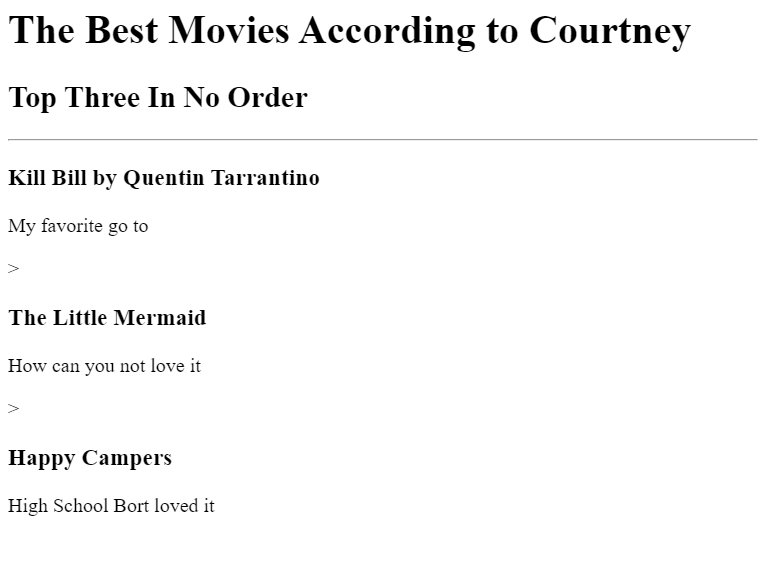 The Best Movies According to Courtney
Top Three In No Order
Kill Bill by Quentin Tarrantino
My favorite go to
>
The Little Mermaid
How can you not love it
>
Happy Campers
High School Bort loved it